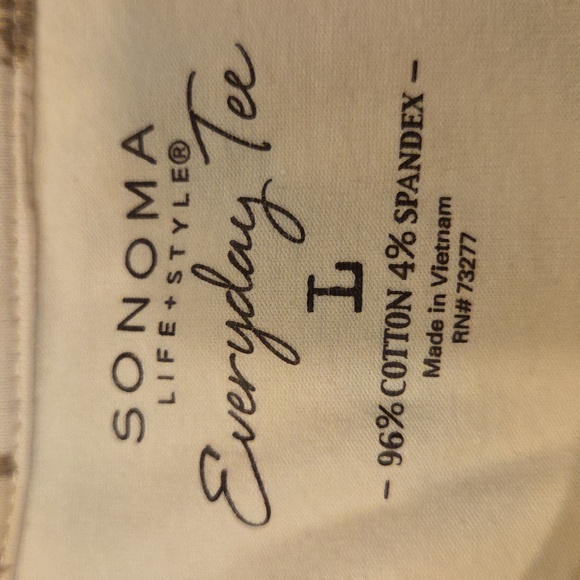 SONOMA
LIFE+STYLE®
Everyday Tee
L
- 96% COTTON 4% SPANDEX -
Made in Vietnam
RN# 73277